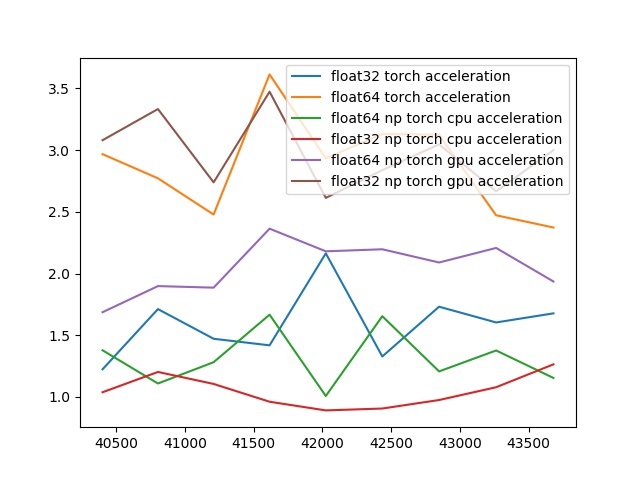 float32 torch acceleration
float64 torch acceleration
float64 np torch cpu acceleration
float32 np torch cpu acceleration
float64 np torch gpu acceleration
float32 np torch gpu acceleration
3.5
3.0
2.5
2.0
1.5
1.0
40500 41000 41500 42000 42500 43000 43500